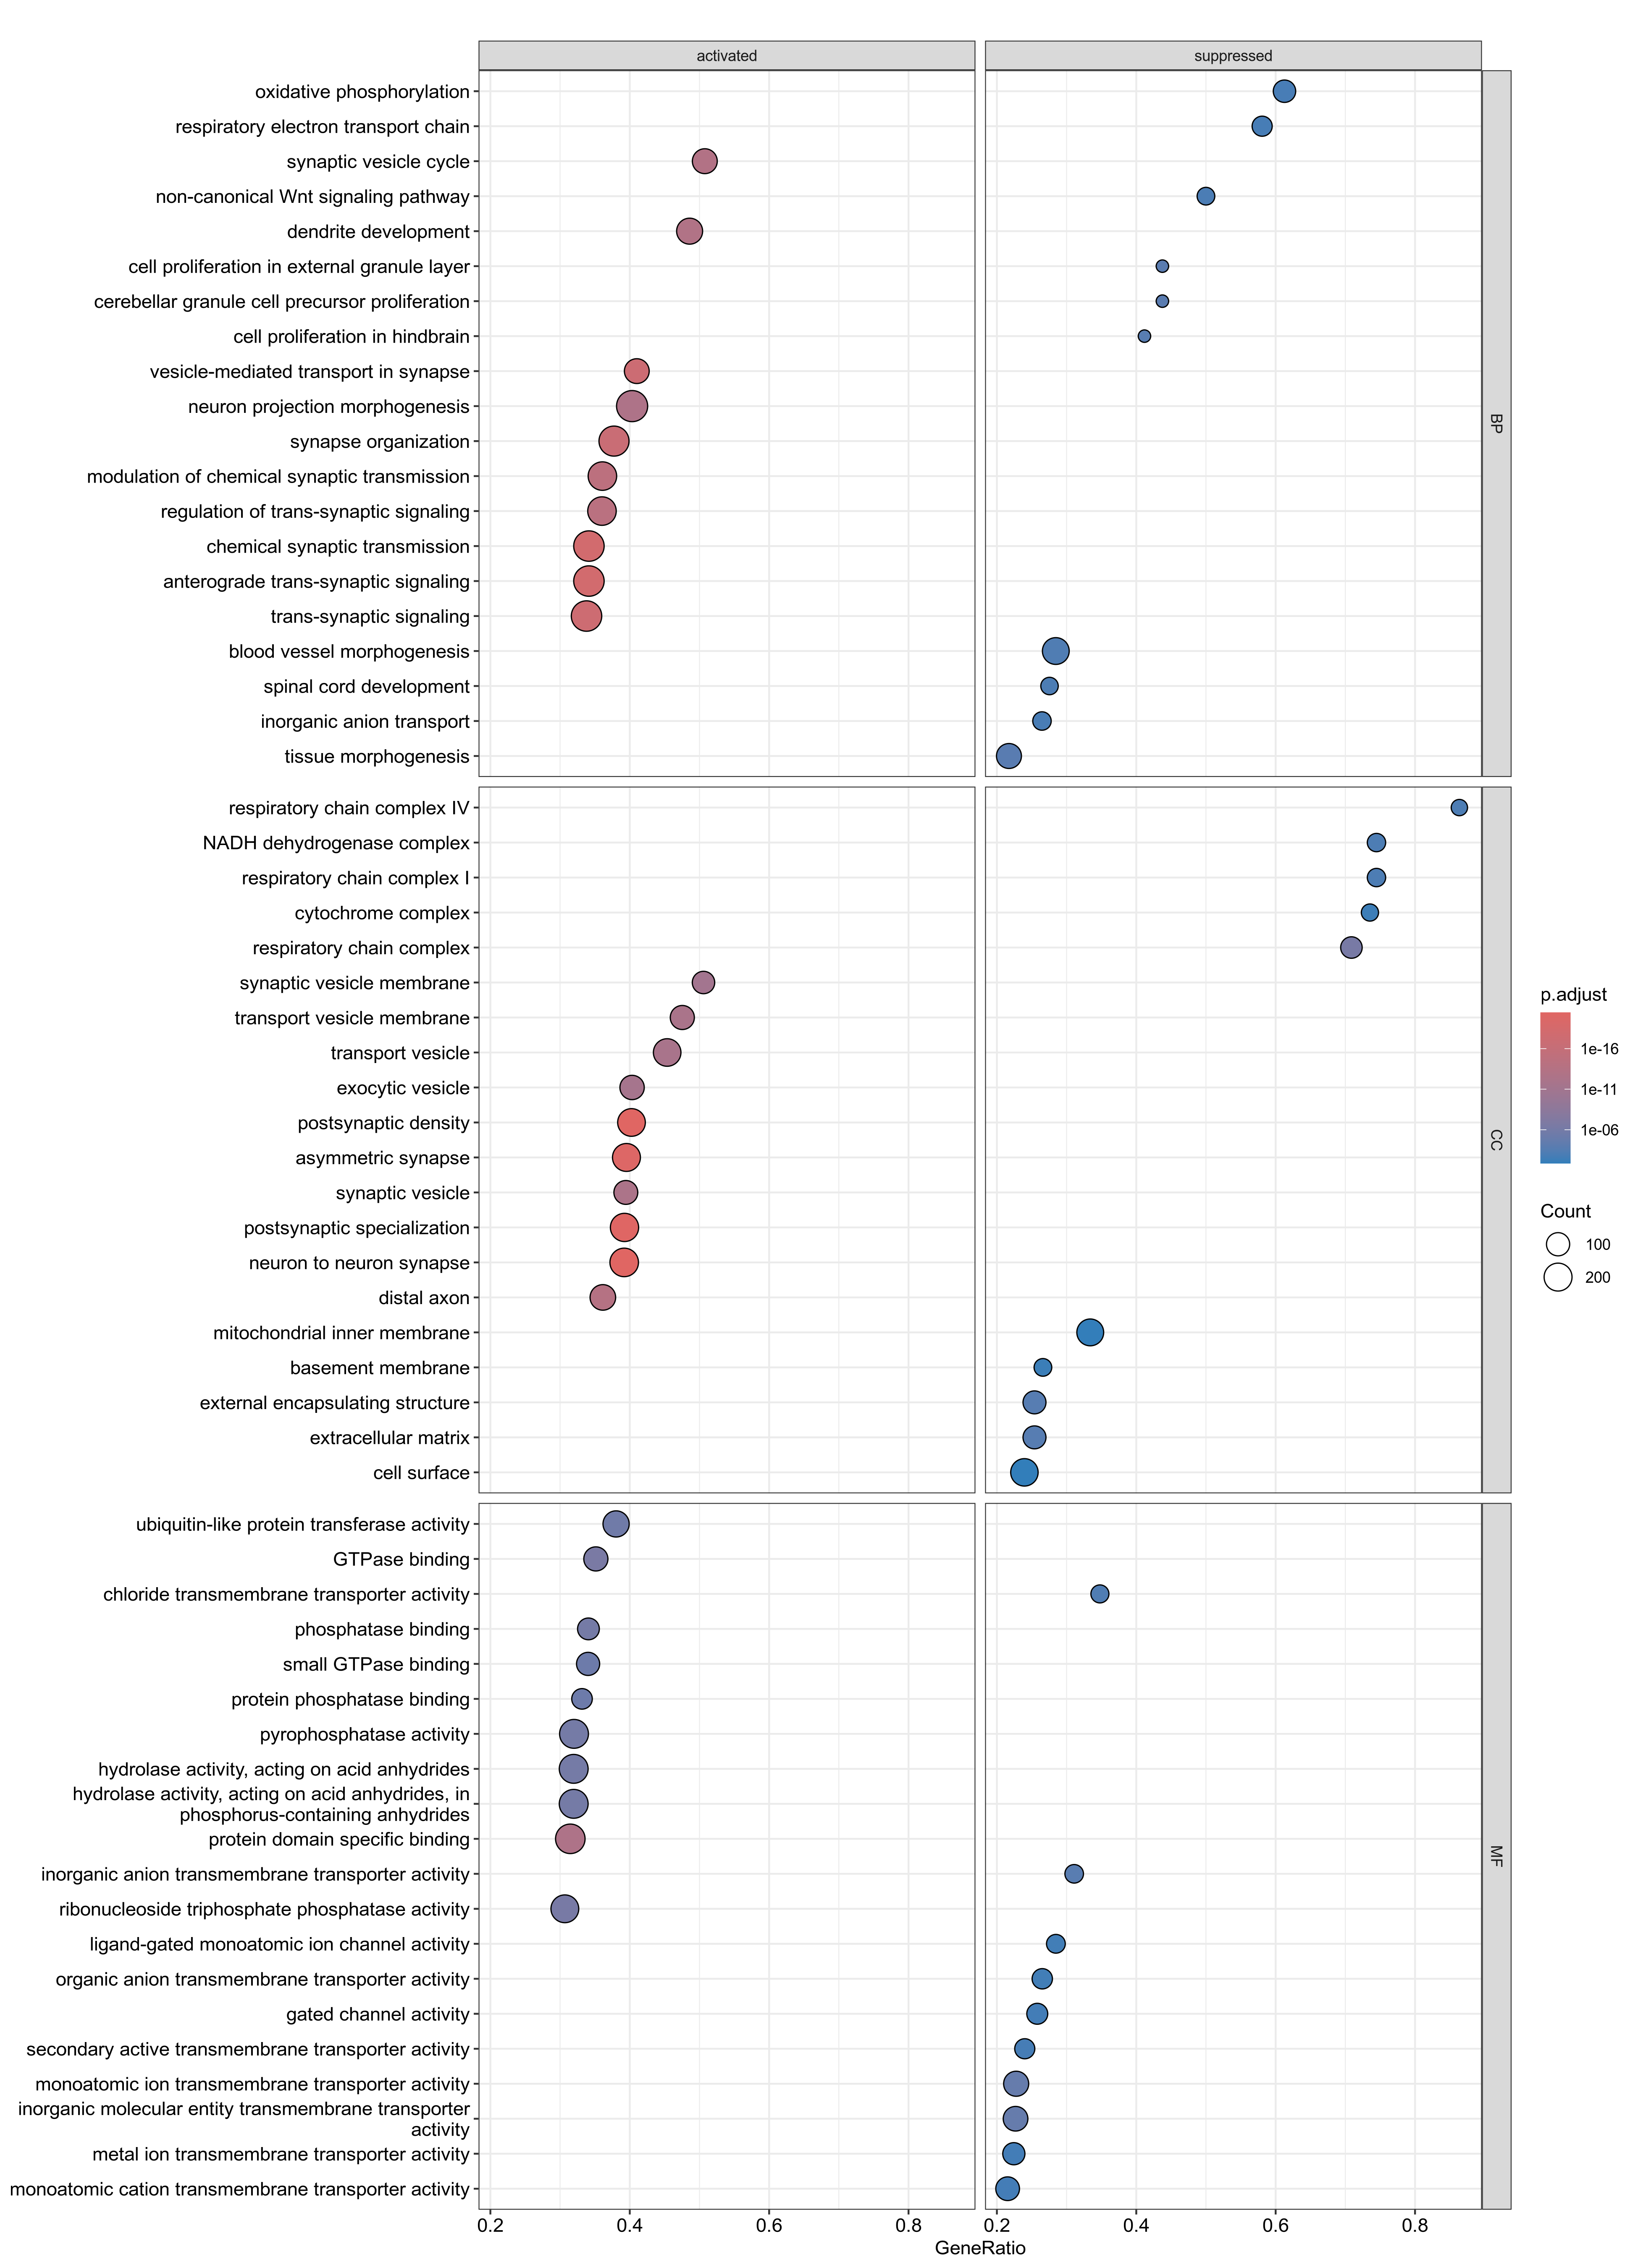 activated
suppressed
oxidative phosphorylation
respiratory electron transport chain
synaptic vesicle cycle
non-canonical Wnt signaling pathway
dendrite development
cell proliferation in external granule layer
cerebellar granule cell precursor proliferation
cell proliferation in hindbrain
vesicle-mediated transport in synapse
neuron projection morphogenesis
synapse organization
modulation of chemical synaptic transmission
regulation of trans-synaptic signaling
chemical synaptic transmission
anterograde trans-synaptic signaling
trans-synaptic signaling
blood vessel morphogenesis
spinal cord development
inorganic anion transport
tissue morphogenesis
BP
respiratory chain complex IV
NADH dehydrogenase complex
respiratory chain complex I
cytochrome complex
respiratory chain complex
synaptic vesicle membrane
transport vesicle membrane
transport vesicle
exocytic vesicle
postsynaptic density
asymmetric synapse
synaptic vesicle
postsynaptic specialization
neuron to neuron synapse
distal axon
mitochondrial inner membrane
basement membrane
external encapsulating structure
extracellular matrix
cell surface
CC
ubiquitin-like protein transferase activity
GTPase binding
chloride transmembrane transporter activity
phosphatase binding
small GTPase binding
protein phosphatase binding
pyrophosphatase activity
hydrolase activity, acting on acid anhydrides
hydrolase activity, acting on acid anhydrides, in
phosphorus-containing anhydrides
protein domain specific binding
inorganic anion transmembrane transporter activity
ribonucleoside triphosphate phosphatase activity
ligand-gated monoatomic ion channel activity
organic anion transmembrane transporter activity
gated channel activity
secondary active transmembrane transporter activity
monoatomic ion transmembrane transporter activity
inorganic molecular entity transmembrane transporter
activity
metal ion transmembrane transporter activity
monoatomic cation transmembrane transporter activity
MF
0.2 0.4 0.6 0.8
0.2 0.4 0.6 0.8
GeneRatio
p.adjust
1e-16
1e-11
1e-06
Count
100
200